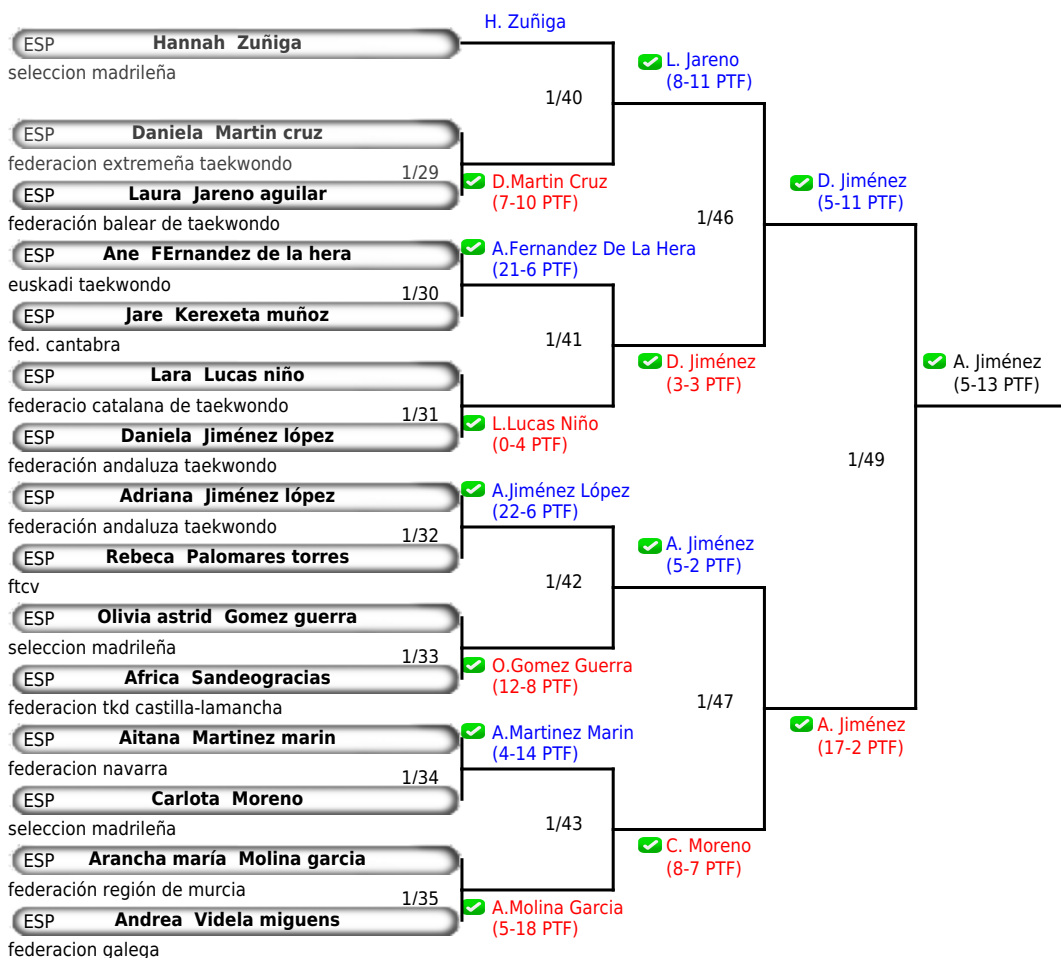 H. Zuñiga
ESP Hannah Zuñiga
seleccion madrileña
L. Jareno
(8-11 PTF)
1/40
ESP Daniela Martin cruz
federacion extremeña taekwondo
1/29
D.Martin Cruz
(7-10 PTF)
ESP Laura Jareno aguilar
federación balear de taekwondo
D. Jiménez
(5-11 PTF)
1/46
ESP Ane FErnandez de la hera
euskadi taekwondo
A.Fernandez De La Hera
(21-6 PTF)
1/30
ESP Jare Kerexeta muñoz
fed. cantabra
1/41
D. Jiménez
(3-3 PTF)
A. Jiménez
(5-13 PTF)
ESP Lara Lucas niño
federacio catalana de taekwondo
1/31
L.Lucas Niño
(0-4 PTF)
ESP Daniela Jiménez lópez
federación andaluza taekwondo
1/49
ESP Adriana Jiménez lópez
federación andaluza taekwondo
A.Jiménez López
(22-6 PTF)
1/32
ESP Rebeca Palomares torres
ftcv
A. Jiménez
(5-2 PTF)
1/42
ESP Olivia astrid Gomez guerra
seleccion madrileña
1/33
O.Gomez Guerra
(12-8 PTF)
ESP Africa Sandeogracias
federacion tkd castilla-lamancha
1/47
A. Jiménez
(17-2 PTF)
ESP Aitana Martinez marin
federacion navarra
A.Martinez Marin
(4-14 PTF)
1/34
ESP Carlota Moreno
seleccion madrileña
1/43
C. Moreno
(8-7 PTF)
ESP Arancha maría Molina garcia
federación región de murcia
1/35
A.Molina Garcia
(5-18 PTF)
ESP Andrea Videla miguens
federacion galega